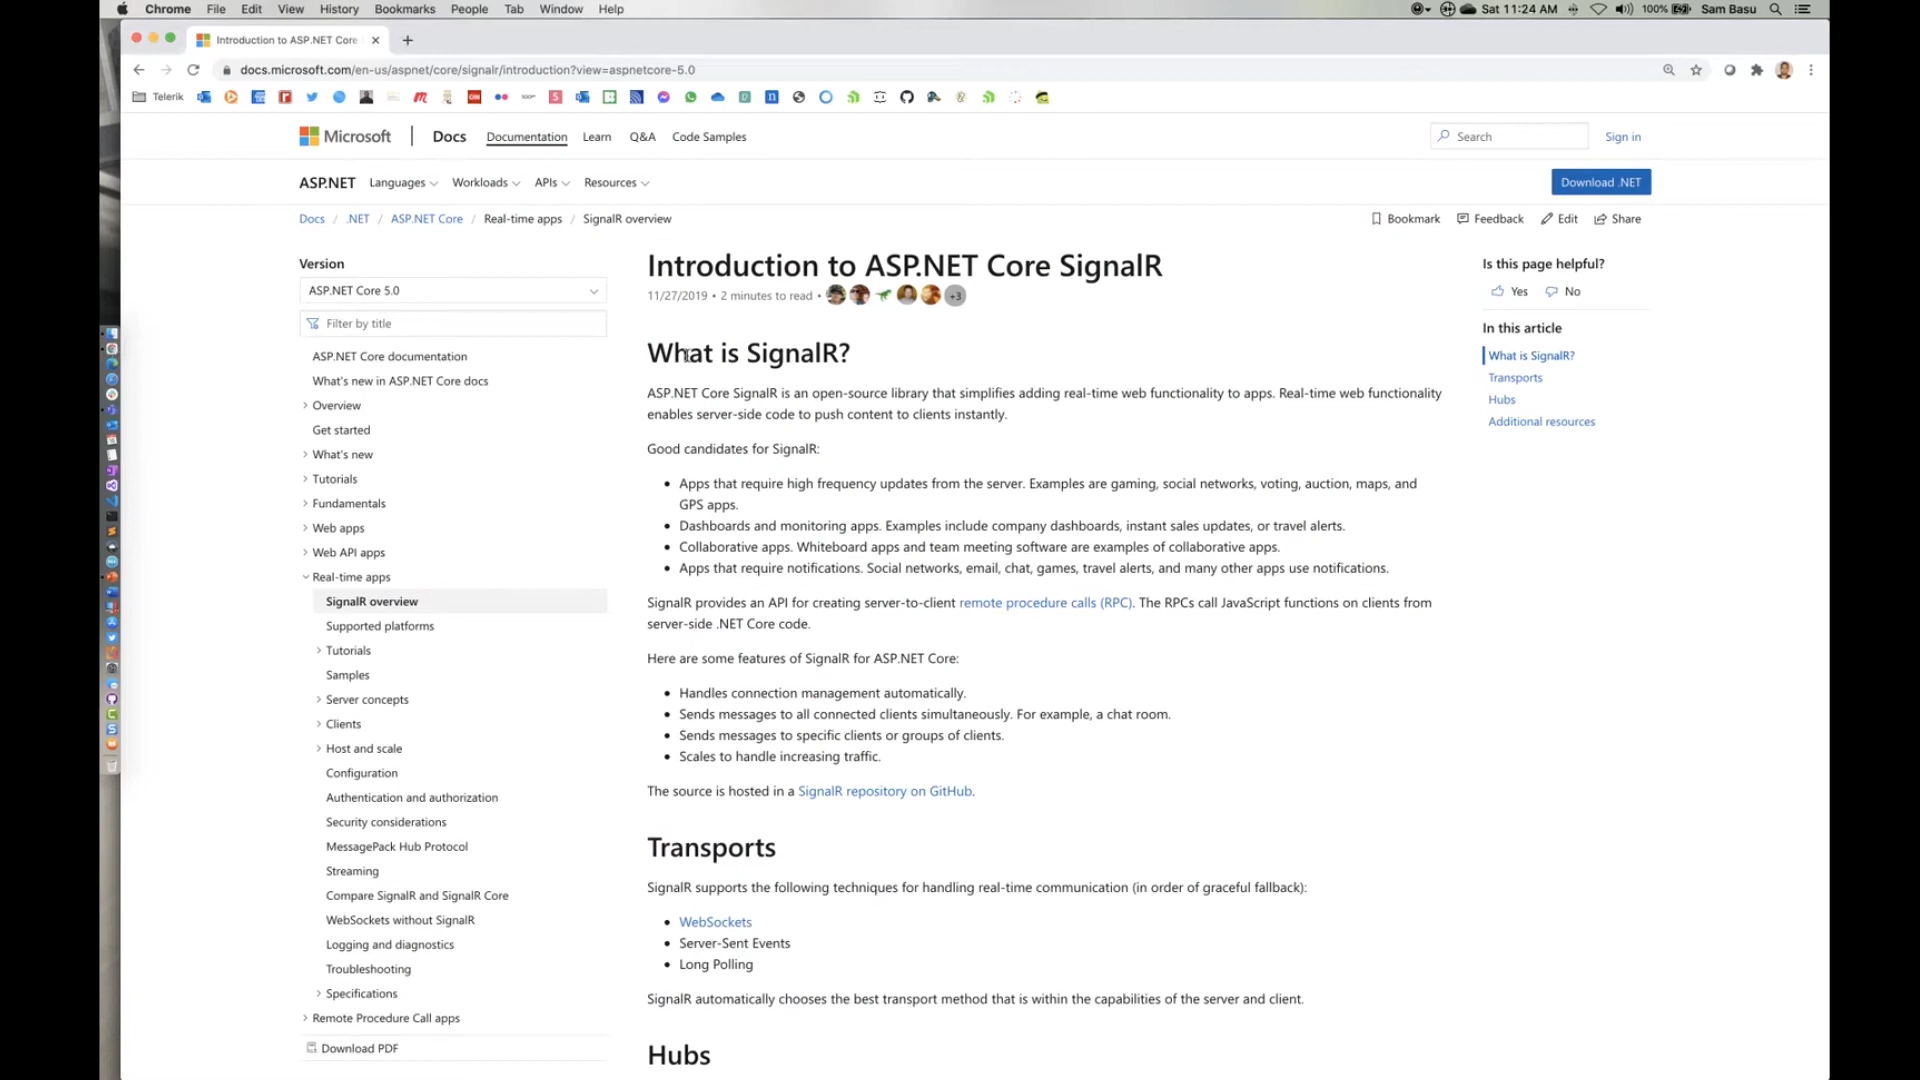 Chrome File Edit View History Bookmarks People Tab Window Help
Sat 11:24 AM 100% Sam Basu
Introduction to ASP.NET Core
docs.microsoft.com/en-us/aspnet/core/signalr/introduction?view=aspnetcore-5.0
Telerik
Microsoft Docs Documentation Learn Q&A Code Samples Search Sign in
ASP.NET Languages Workloads APIs Resources Download .NET
Docs / .NET / ASP.NET Core / Real-time apps / SignalR overview Bookmark Feedback Edit Share
Version
ASP.NET Core 5.0
Filter by title
ASP.NET Core documentation
What's new in ASP.NET Core docs
Overview
Get started
What's new
Tutorials
Fundamentals
Web apps
Web API apps
Real-time apps
SignalR overview
Supported platforms
Tutorials
Samples
Server concepts
Clients
Host and scale
Configuration
Authentication and authorization
Security considerations
MessagePack Hub Protocol
Streaming
Compare SignalR and SignalR Core
WebSockets without SignalR
Logging and diagnostics
Troubleshooting
Specifications
Remote Procedure Call apps
Download PDF
Introduction to ASP.NET Core SignalR
11/27/2019 • 2 minutes to read • +3
What is SignalR?
ASP.NET Core SignalR is an open-source library that simplifies adding real-time web functionality to apps. Real-time web functionality
enables server-side code to push content to clients instantly.
Good candidates for SignalR:
• Apps that require high frequency updates from the server. Examples are gaming, social networks, voting, auction, maps, and
GPS apps.
• Dashboards and monitoring apps. Examples include company dashboards, instant sales updates, or travel alerts.
• Collaborative apps. Whiteboard apps and team meeting software are examples of collaborative apps.
• Apps that require notifications. Social networks, email, chat, games, travel alerts, and many other apps use notifications.
SignalR provides an API for creating server-to-client remote procedure calls (RPC). The RPCs call JavaScript functions on clients from
server-side .NET Core code.
Here are some features of SignalR for ASP.NET Core:
• Handles connection management automatically.
• Sends messages to all connected clients simultaneously. For example, a chat room.
• Sends messages to specific clients or groups of clients.
• Scales to handle increasing traffic.
The source is hosted in a SignalR repository on GitHub.
Transports
SignalR supports the following techniques for handling real-time communication (in order of graceful fallback):
• WebSockets
• Server-Sent Events
• Long Polling
SignalR automatically chooses the best transport method that is within the capabilities of the server and client.
Hubs
Is this page helpful?
Yes No
In this article
What is SignalR?
Transports
Hubs
Additional resources